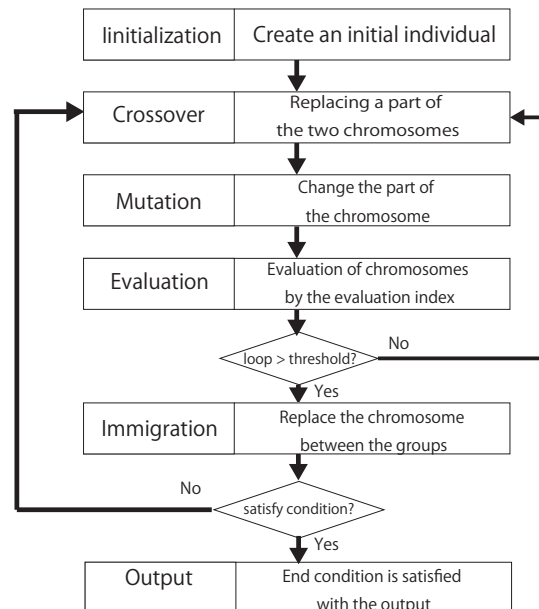 Iinitialization
Create an initial individual
Crossover
Replacing a part of
the two chromosomes
Mutation
Change the part of
the chromosome
Evaluation
Evaluation of chromosomes
by the evaluation index
loop > threshold?
No
Yes
Immigration
Replace the chromosome
between the groups
No
satisfy condition?
Yes
Output
End condition is satisfied
with the output